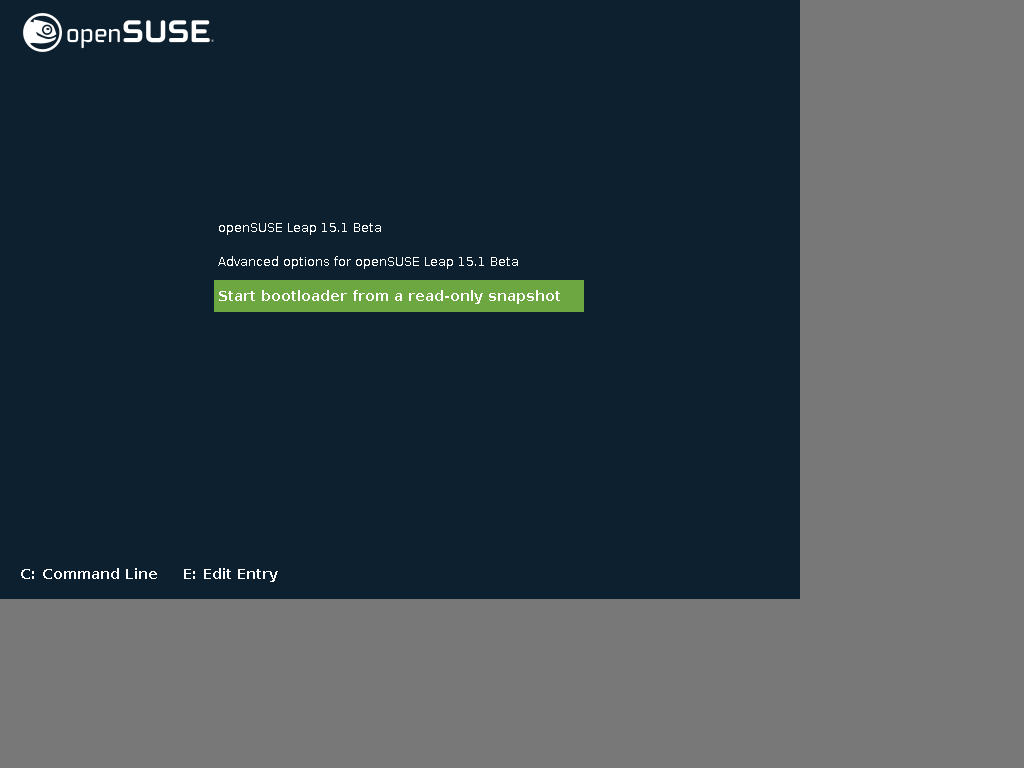 openSUSE
openSUSE Leap 15.1 Beta
Advanced options for openSUSE Leap 15.1 Beta
Start bootloader from a read-only snapshot
C: Command Line E: Edit Entry